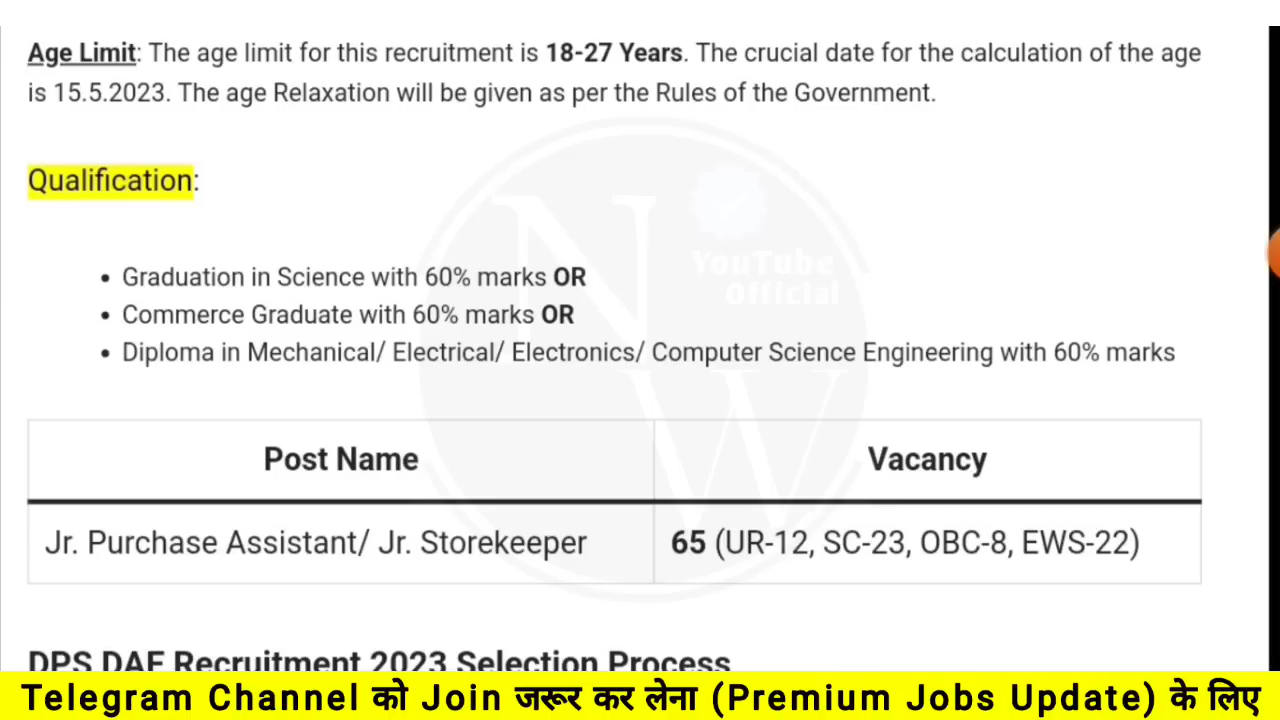 Age Limit: The age limit for this recruitment is 18-27 Years. The crucial date for the calculation of the age
is 15.5.2023. The age Relaxation will be given as per the Rules of the Government.
Qualification:
• Graduation in Science with 60% marks OR
• Commerce Graduate with 60% marks OR
• Diploma in Mechanical/ Electrical/ Electronics/ Computer Science Engineering with 60% marks
N
W
YouTube
Official
Post Name Vacancy
Jr. Purchase Assistant/ Jr. Storekeeper 65 (UR-12, SC-23, OBC-8, EWS-22)
DPS DAE Recruitment 2023 Selection Process
Telegram Channel को Join जरूर कर लेना (Premium Jobs Update) के लिए